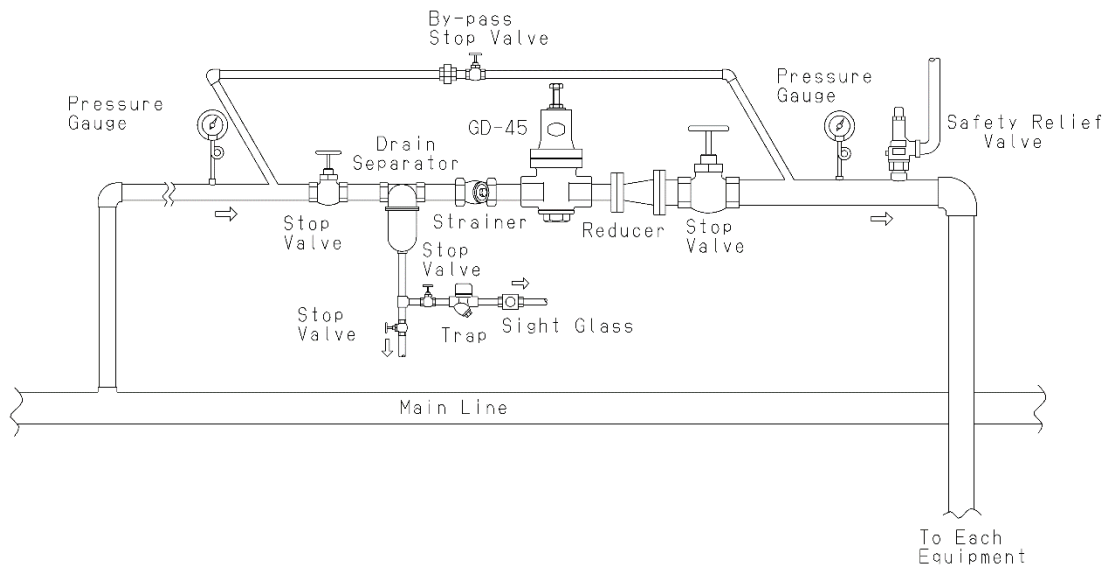 By-pass
Stop Valve
Pressure
Gauge
GD-45
Pressure
Gauge
Safety Relief
Valve
Drain
Separator
Stop
Valve
Strainer
Reducer
Stop
Valve
Stop
Valve
Stop
Valve
Trap
Sight Glass
Main Line
To Each
Equipment